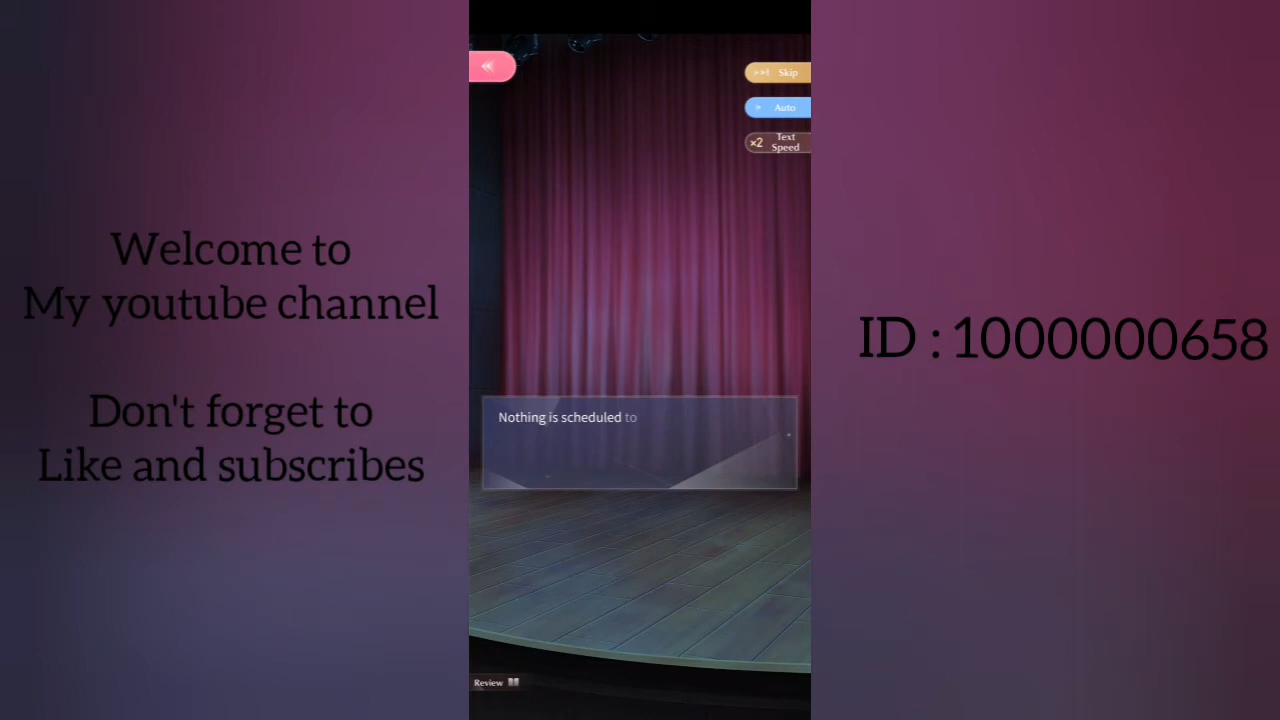 Welcome to
My youtube channel
Don't forget to
Like and subscribes
Skip
Auto
×2 Text
Speed
Nothing is scheduled to
Review
ID : 1000000658